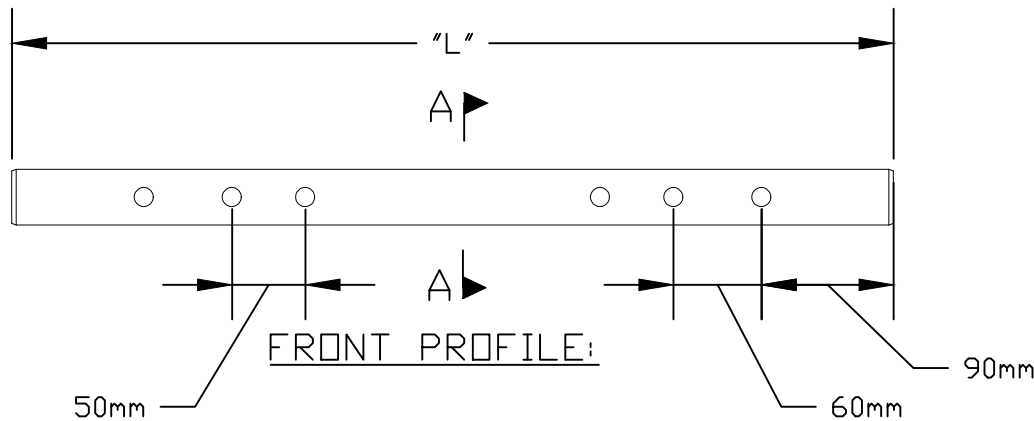 "L"
A
A
FRONT PROFILE:
90mm
50mm
60mm